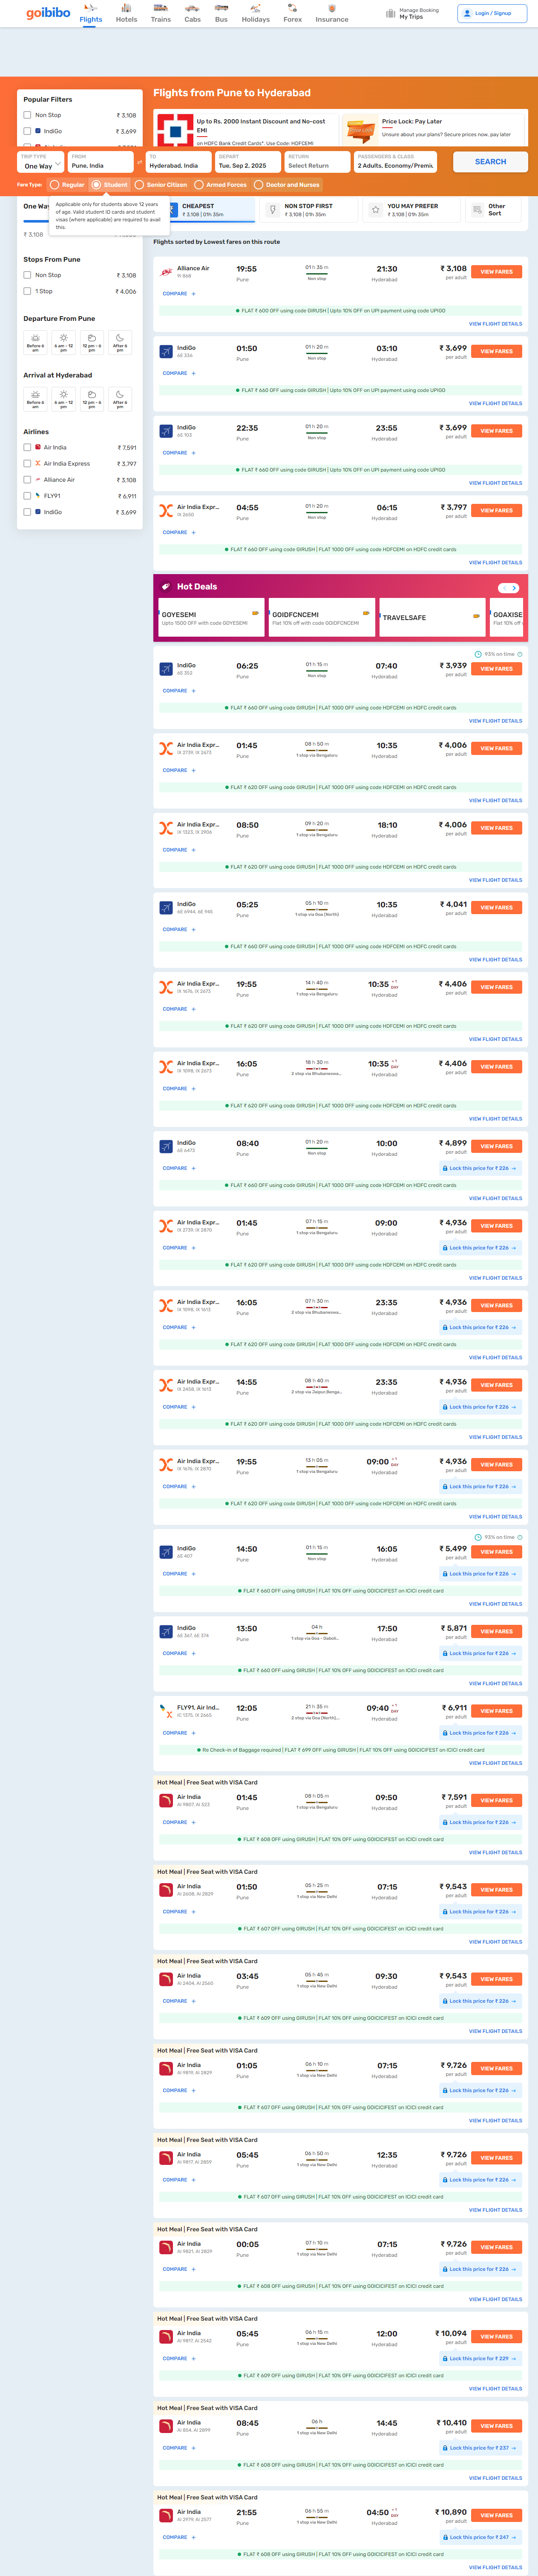 goibibo
Flights
Hotels
Trains
Cabs
Bus
Holidays
Forex
Insurance
Manage Booking
My Trips
Login / Signup
Popular Filters
Non Stop ₹ 3,108
IndiGo ₹ 3,699
Flights from Pune to Hyderabad
Up to Rs. 2000 Instant Discount and No-cost
EMI
on HDFC Bank Credit Cards*. Use Code: HDFCEMI
Price Lock: Pay Later
Unsure about your plans? Secure prices now, pay later
TRIP TYPE
One Way
FROM
Pune, India
TO
Hyderabad, India
DEPART
Tue, Sep 2, 2025
RETURN
Select Return
PASSENGERS & CLASS
2 Adults, Economy/Premiu
SEARCH
Fare Type:
Regular
Student
Senior Citizen
Armed Forces
Doctor and Nurses
Applicable only for students above 12 years
of age. Valid student ID cards and student
visas (where applicable) are required to avail
this.
One Way
₹ 3,108
Stops From Pune
Non Stop ₹ 3,108
1 Stop ₹ 4,006
Departure From Pune
Before 6 am
6 am - 12 pm
12 pm - 6 pm
After 6 pm
Arrival at Hyderabad
Before 6 am
6 am - 12 pm
12 pm - 6 pm
After 6 pm
Airlines
Air India ₹ 7,591
Air India Express ₹ 3,797
Alliance Air ₹ 3,108
FLY91 ₹ 6,911
IndiGo ₹ 3,699
CHEAPEST
₹ 3,108 | 01h 35m
NON STOP FIRST
₹ 3,108 | 01h 35m
YOU MAY PREFER
₹ 3,108 | 01h 35m
Other
Sort
Flights sorted by Lowest fares on this route
Alliance Air 19:55 01 h 35 m 21:30 ₹ 3,108 VIEW FARES
9I 868 Pune Non stop Hyderabad per adult
COMPARE +
FLAT ₹ 600 OFF using code GIRUSH | Upto 10% OFF on UPI payment using code UPIGO
VIEW FLIGHT DETAILS
IndiGo 01:50 01 h 20 m 03:10 ₹ 3,699 VIEW FARES
6E 336 Pune Non stop Hyderabad per adult
COMPARE +
FLAT ₹ 660 OFF using code GIRUSH | Upto 10% OFF on UPI payment using code UPIGO
VIEW FLIGHT DETAILS
IndiGo 22:35 01 h 20 m 23:55 ₹ 3,699 VIEW FARES
6E 103 Pune Non stop Hyderabad per adult
COMPARE +
FLAT ₹ 660 OFF using code GIRUSH | Upto 10% OFF on UPI payment using code UPIGO
VIEW FLIGHT DETAILS
Air India Expr... 04:55 01 h 20 m 06:15 ₹ 3,797 VIEW FARES
IX 2650 Pune Non stop Hyderabad per adult
COMPARE +
FLAT ₹ 660 OFF using code GIRUSH | FLAT 1000 OFF using code HDFCEMI on HDFC credit cards
VIEW FLIGHT DETAILS
Hot Deals
GOYESEMI
Upto 1500 OFF with code GOYESEMI
GOIDFCNCEMI
Flat 10% off with code GOIDFCNCEMI
TRAVELSAFE
GOAXISE
Flat 10% off
93% on time
IndiGo 06:25 01 h 15 m 07:40 ₹ 3,939 VIEW FARES
6E 352 Pune Non stop Hyderabad per adult
COMPARE +
FLAT ₹ 660 OFF using code GIRUSH | FLAT 1000 OFF using code HDFCEMI on HDFC credit cards
VIEW FLIGHT DETAILS
Air India Expr... 01:45 08 h 50 m 10:35 ₹ 4,006 VIEW FARES
IX 2739, IX 2673 Pune 1 stop via Bengaluru Hyderabad per adult
COMPARE +
FLAT ₹ 620 OFF using code GIRUSH | FLAT 1000 OFF using code HDFCEMI on HDFC credit cards
VIEW FLIGHT DETAILS
Air India Expr... 08:50 09 h 20 m 18:10 ₹ 4,006 VIEW FARES
IX 1323, IX 2906 Pune 1 stop via Bengaluru Hyderabad per adult
COMPARE +
FLAT ₹ 620 OFF using code GIRUSH | FLAT 1000 OFF using code HDFCEMI on HDFC credit cards
VIEW FLIGHT DETAILS
IndiGo 05:25 05 h 10 m 10:35 ₹ 4,041 VIEW FARES
6E 6944, 6E 945 Pune 1 stop via Goa (North) Hyderabad per adult
COMPARE +
FLAT ₹ 660 OFF using code GIRUSH | FLAT 1000 OFF using code HDFCEMI on HDFC credit cards
VIEW FLIGHT DETAILS
Air India Expr... 19:55 14 h 40 m 10:35 +1 DAY ₹ 4,406 VIEW FARES
IX 1676, IX 2673 Pune 1 stop via Bengaluru Hyderabad per adult
COMPARE +
FLAT ₹ 620 OFF using code GIRUSH | FLAT 1000 OFF using code HDFCEMI on HDFC credit cards
VIEW FLIGHT DETAILS
Air India Expr... 16:05 18 h 30 m 10:35 +1 DAY ₹ 4,406 VIEW FARES
IX 1098, IX 2673 Pune 2 stop via Bhubaneswa... Hyderabad per adult
COMPARE +
FLAT ₹ 620 OFF using code GIRUSH | FLAT 1000 OFF using code HDFCEMI on HDFC credit cards
VIEW FLIGHT DETAILS
IndiGo 08:40 01 h 20 m 10:00 ₹ 4,899 VIEW FARES
6E 6473 Pune Non stop Hyderabad per adult
COMPARE + Lock this price for ₹ 226 →
FLAT ₹ 660 OFF using code GIRUSH | FLAT 1000 OFF using code HDFCEMI on HDFC credit cards
VIEW FLIGHT DETAILS
Air India Expr... 01:45 07 h 15 m 09:00 ₹ 4,936 VIEW FARES
IX 2739, IX 2870 Pune 1 stop via Bengaluru Hyderabad per adult
COMPARE + Lock this price for ₹ 226 →
FLAT ₹ 620 OFF using code GIRUSH | FLAT 1000 OFF using code HDFCEMI on HDFC credit cards
VIEW FLIGHT DETAILS
Air India Expr... 16:05 07 h 30 m 23:35 ₹ 4,936 VIEW FARES
IX 1098, IX 1613 Pune 2 stop via Bhubaneswa... Hyderabad per adult
COMPARE + Lock this price for ₹ 226 →
FLAT ₹ 620 OFF using code GIRUSH | FLAT 1000 OFF using code HDFCEMI on HDFC credit cards
VIEW FLIGHT DETAILS
Air India Expr... 14:55 08 h 40 m 23:35 ₹ 4,936 VIEW FARES
IX 2408, IX 1613 Pune 2 stop via Jaipur, Benga... Hyderabad per adult
COMPARE + Lock this price for ₹ 226 →
FLAT ₹ 620 OFF using code GIRUSH | FLAT 1000 OFF using code HDFCEMI on HDFC credit cards
VIEW FLIGHT DETAILS
Air India Expr... 19:55 13 h 05 m 09:00 +1 DAY ₹ 4,936 VIEW FARES
IX 1676, IX 2870 Pune 1 stop via Bengaluru Hyderabad per adult
COMPARE + Lock this price for ₹ 226 →
FLAT ₹ 620 OFF using code GIRUSH | FLAT 1000 OFF using code HDFCEMI on HDFC credit cards
VIEW FLIGHT DETAILS
93% on time
IndiGo 14:50 01 h 15 m 16:05 ₹ 5,499 VIEW FARES
6E 407 Pune Non stop Hyderabad per adult
COMPARE + Lock this price for ₹ 226 →
FLAT ₹ 660 OFF using GIRUSH | FLAT 10% OFF using GOICICIFEST on ICICI credit card
VIEW FLIGHT DETAILS
IndiGo 13:50 04 h 17:50 ₹ 5,871 VIEW FARES
6E 367, 6E 274 Pune 1 stop via Goa - Daboli... Hyderabad per adult
COMPARE + Lock this price for ₹ 226 →
FLAT ₹ 660 OFF using GIRUSH | FLAT 10% OFF using GOICICIFEST on ICICI credit card
VIEW FLIGHT DETAILS
FLY91, Air Ind... 12:05 21 h 35 m 09:40 +1 DAY ₹ 6,911 VIEW FARES
IC 1375, IX 2660 Pune 2 stop via Goa (North),... Hyderabad per adult
COMPARE + Lock this price for ₹ 226 →
Re Check-in of Baggage required | FLAT ₹ 699 OFF using GIRUSH | FLAT 10% OFF using GOICICIFEST on ICICI credit card
VIEW FLIGHT DETAILS
Hot Meal | Free Seat with VISA Card
Air India 01:45 08 h 05 m 09:50 ₹ 7,591 VIEW FARES
AI 9807, AI 523 Pune 1 stop via Bengaluru Hyderabad per adult
COMPARE + Lock this price for ₹ 226 →
FLAT ₹ 608 OFF using GIRUSH | FLAT 10% OFF using GOICICIFEST on ICICI credit card
VIEW FLIGHT DETAILS
Hot Meal | Free Seat with VISA Card
Air India 01:50 05 h 25 m 07:15 ₹ 9,543 VIEW FARES
AI 2608, AI 2829 Pune 1 stop via New Delhi Hyderabad per adult
COMPARE + Lock this price for ₹ 226 →
FLAT ₹ 607 OFF using GIRUSH | FLAT 10% OFF using GOICICIFEST on ICICI credit card
VIEW FLIGHT DETAILS
Hot Meal | Free Seat with VISA Card
Air India 03:45 05 h 45 m 09:30 ₹ 9,543 VIEW FARES
AI 2404, AI 2560 Pune 1 stop via New Delhi Hyderabad per adult
COMPARE + Lock this price for ₹ 226 →
FLAT ₹ 609 OFF using GIRUSH | FLAT 10% OFF using GOICICIFEST on ICICI credit card
VIEW FLIGHT DETAILS
Hot Meal | Free Seat with VISA Card
Air India 01:05 06 h 10 m 07:15 ₹ 9,726 VIEW FARES
AI 9819, AI 2829 Pune 1 stop via New Delhi Hyderabad per adult
COMPARE + Lock this price for ₹ 226 →
FLAT ₹ 607 OFF using GIRUSH | FLAT 10% OFF using GOICICIFEST on ICICI credit card
VIEW FLIGHT DETAILS
Hot Meal | Free Seat with VISA Card
Air India 05:45 06 h 50 m 12:35 ₹ 9,726 VIEW FARES
AI 9817, AI 2859 Pune 1 stop via New Delhi Hyderabad per adult
COMPARE + Lock this price for ₹ 226 →
FLAT ₹ 607 OFF using GIRUSH | FLAT 10% OFF using GOICICIFEST on ICICI credit card
VIEW FLIGHT DETAILS
Hot Meal | Free Seat with VISA Card
Air India 00:05 07 h 10 m 07:15 ₹ 9,726 VIEW FARES
AI 9821, AI 2829 Pune 1 stop via New Delhi Hyderabad per adult
COMPARE + Lock this price for ₹ 226 →
FLAT ₹ 608 OFF using GIRUSH | FLAT 10% OFF using GOICICIFEST on ICICI credit card
VIEW FLIGHT DETAILS
Hot Meal | Free Seat with VISA Card
Air India 05:45 06 h 15 m 12:00 ₹ 10,094 VIEW FARES
AI 9817, AI 2542 Pune 1 stop via New Delhi Hyderabad per adult
COMPARE + Lock this price for ₹ 229 →
FLAT ₹ 609 OFF using GIRUSH | FLAT 10% OFF using GOICICIFEST on ICICI credit card
VIEW FLIGHT DETAILS
Hot Meal | Free Seat with VISA Card
Air India 08:45 06 h 14:45 ₹ 10,410 VIEW FARES
AI 854, AI 2899 Pune 1 stop via New Delhi Hyderabad per adult
COMPARE + Lock this price for ₹ 237 →
FLAT ₹ 608 OFF using GIRUSH | FLAT 10% OFF using GOICICIFEST on ICICI credit card
VIEW FLIGHT DETAILS
Hot Meal | Free Seat with VISA Card
Air India 21:55 06 h 55 m 04:50 +1 DAY ₹ 10,890 VIEW FARES
AI 2979, AI 2577 Pune 1 stop via New Delhi Hyderabad per adult
COMPARE + Lock this price for ₹ 247 →
FLAT ₹ 608 OFF using GIRUSH | FLAT 10% OFF using GOICICIFEST on ICICI credit card
VIEW FLIGHT DETAILS